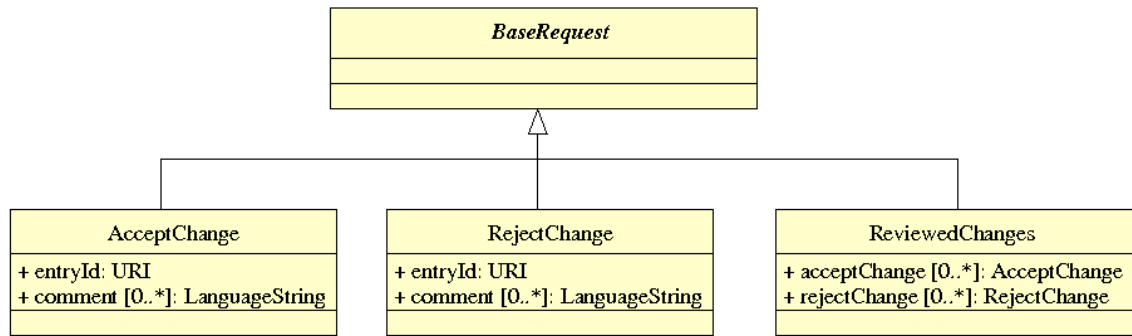 BaseRequest
AcceptChange
+ entryId: URI
+ comment [0..*]: LanguageString
RejectChange
+ entryId: URI
+ comment [0..*]: LanguageString
ReviewedChanges
+ acceptChange [0..*]: AcceptChange
+ rejectChange [0..*]: RejectChange